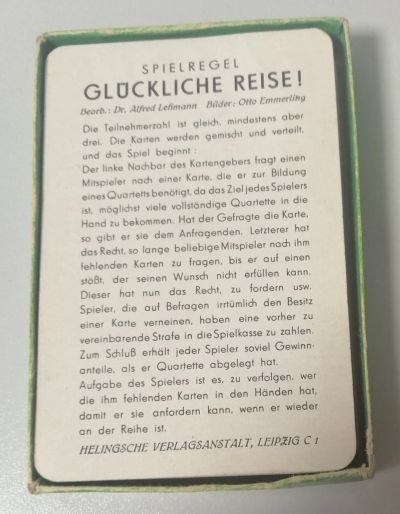 SPIELREGEL
GLÜCKLICHE REISE!
Bearb.: Dr. Alfred Leßmann Bilder: Otto Emmerling
Die Teilnehmerzahl ist gleich, mindestens aber
drei. Die Karten werden gemischt und verteilt,
und das Spiel beginnt:
Der linke Nachbar des Kartengebers fragt einen
Mitspieler nach einer Karte, die er zur Bildung
eines Quartetts benötigt, da das Ziel jedes Spielers
ist, möglichst viele vollständige Quartette in die
Hand zu bekommen. Hat der Gefragte die Karte,
so gibt er sie dem Anfragenden. Letzterer hat
das Recht, so lange beliebige Mitspieler nach ihm
fehlenden Karten zu fragen, bis er auf einen
stößt, der seinen Wunsch nicht erfüllen kann.
Dieser hat nun das Recht, zu fordern usw.
Spieler, die auf Befragen irrtümlich den Besitz
einer Karte verneinen, haben eine vorher zu
vereinbarende Strafe in die Spielkasse zu zahlen.
Zum Schluß erhält jeder Spieler soviel Gewinn-
anteile, als er Quartette abgelegt hat.
Aufgabe des Spielers ist es, zu verfolgen, wer
die ihm fehlenden Karten in den Händen hat,
damit er sie anfordern kann, wenn er wieder
an der Reihe ist.
HELINGSCHE VERLAGSANSTALT, LEIPZIG C 1